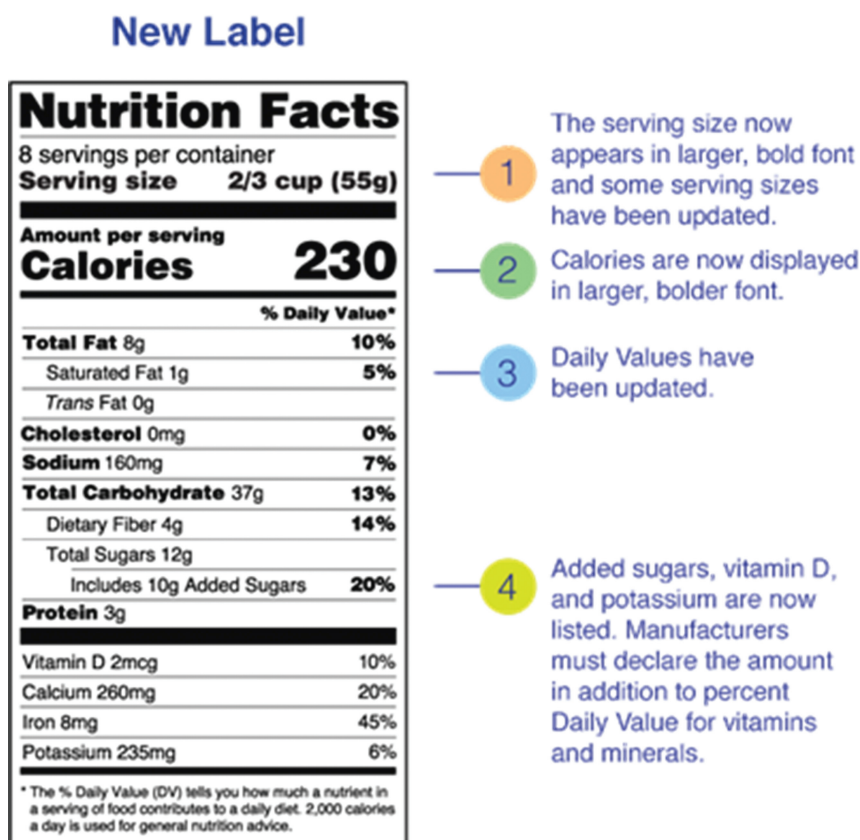 New Label
Nutrition Facts
8 servings per container
Serving size 2/3 cup (55g)
Amount per serving
Calories 230
% Daily Value*
Total Fat 8g 10%
Saturated Fat 1g 5%
Trans Fat 0g
Cholesterol 0mg 0%
Sodium 160mg 7%
Total Carbohydrate 37g 13%
Dietary Fiber 4g 14%
Total Sugars 12g
Includes 10g Added Sugars 20%
Protein 3g
Vitamin D 2mcg 10%
Calcium 260mg 20%
Iron 8mg 45%
Potassium 235mg 6%
* The % Daily Value (DV) tells you how much a nutrient in
a serving of food contributes to a daily diet. 2,000 calories
a day is used for general nutrition advice.
1
The serving size now
appears in larger, bold font
and some serving sizes
have been updated.
2
Calories are now displayed
in larger, bolder font.
3
Daily Values have
been updated.
4
Added sugars, vitamin D,
and potassium are now
listed. Manufacturers
must declare the amount
in addition to percent
Daily Value for vitamins
and minerals.